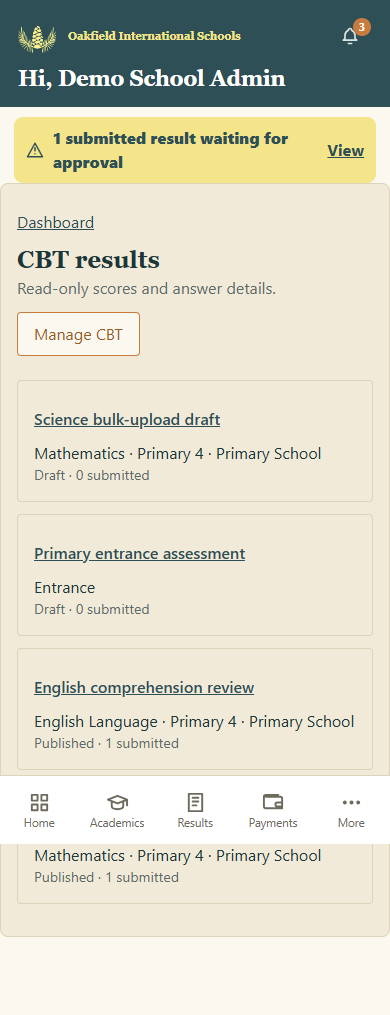 Oakfield International Schools
3
Hi, Demo School Admin
1 submitted result waiting for
approval
View
Dashboard
CBT results
Read-only scores and answer details.
Manage CBT
Science bulk-upload draft
Mathematics · Primary 4 · Primary School
Draft · 0 submitted
Primary entrance assessment
Entrance
Draft · 0 submitted
English comprehension review
English Language · Primary 4 · Primary School
Published · 1 submitted
Home
Academics
Results
Payments
More
Mathematics · Primary 4 · Primary School
Published · 1 submitted